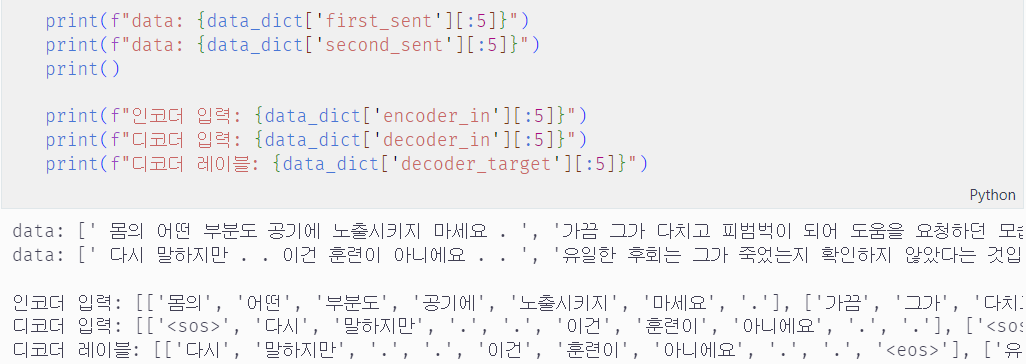 print(f"data: {data_dict['first_sent'][:5]}")
print(f"data: {data_dict['second_sent'][:5]}")
print()
print(f"인코더 입력: {data_dict['encoder_in'][:5]}")
print(f"디코더 입력: {data_dict['decoder_in'][:5]}")
print(f"디코더 레이블: {data_dict['decoder_target'][:5]}")
Python
data: [' 몸의 어떤 부분도 공기에 노출시키지 마세요 . ', '가끔 그가 다치고 피범벅이 되어 도움을 요청하던 모습
data: [' 다시 말하지만 . . 이건 훈련이 아니에요 . . ', '유일한 후회는 그가 죽었는지 확인하지 않았다는 것입
인코더 입력: [['몸의', '어떤', '부분도', '공기에', '노출시키지', '마세요', '.'], ['가끔', '그가', '다치
디코더 입력: [['<sos>', '다시', '말하지만', '.', '.', '이건', '훈련이', '아니에요', '.', '.'], ['<sos
디코더 레이블: [['다시', '말하지만', '.', '.', '이건', '훈련이', '아니에요', '.', '.', '<eos>'], ['유